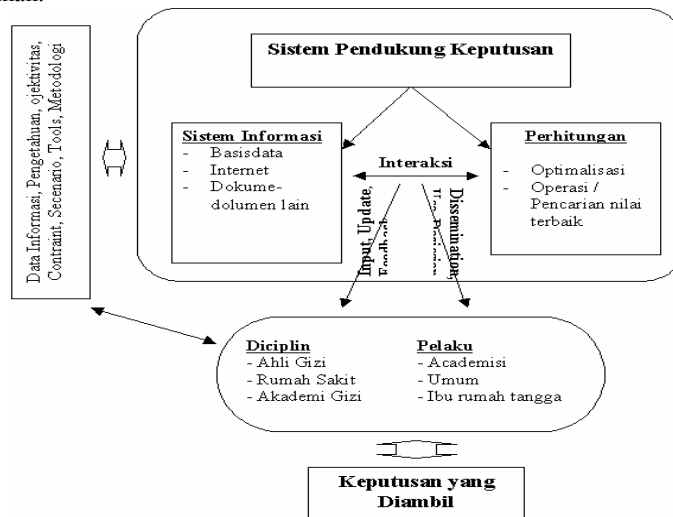 Sistem Pendukung Keputusan
Data Informasi, Pengetahuan, ojektivitas,
Contraint, Secenario, Tools, Metodologi
Sistem Informasi
- Basisdata
- Internet
- Dokume-
dolumen lain
Interaksi
Perhitungan
- Optimalisasi
- Operasi /
Pencarian nilai
terbaik
Input, Update,
Dissemination,
Diciplin
- Ahli Gizi
- Rumah Sakit
- Akademi Gizi
Pelaku
- Academisi
- Umum
- Ibu rumah tangga
Keputusan yang
Diambil